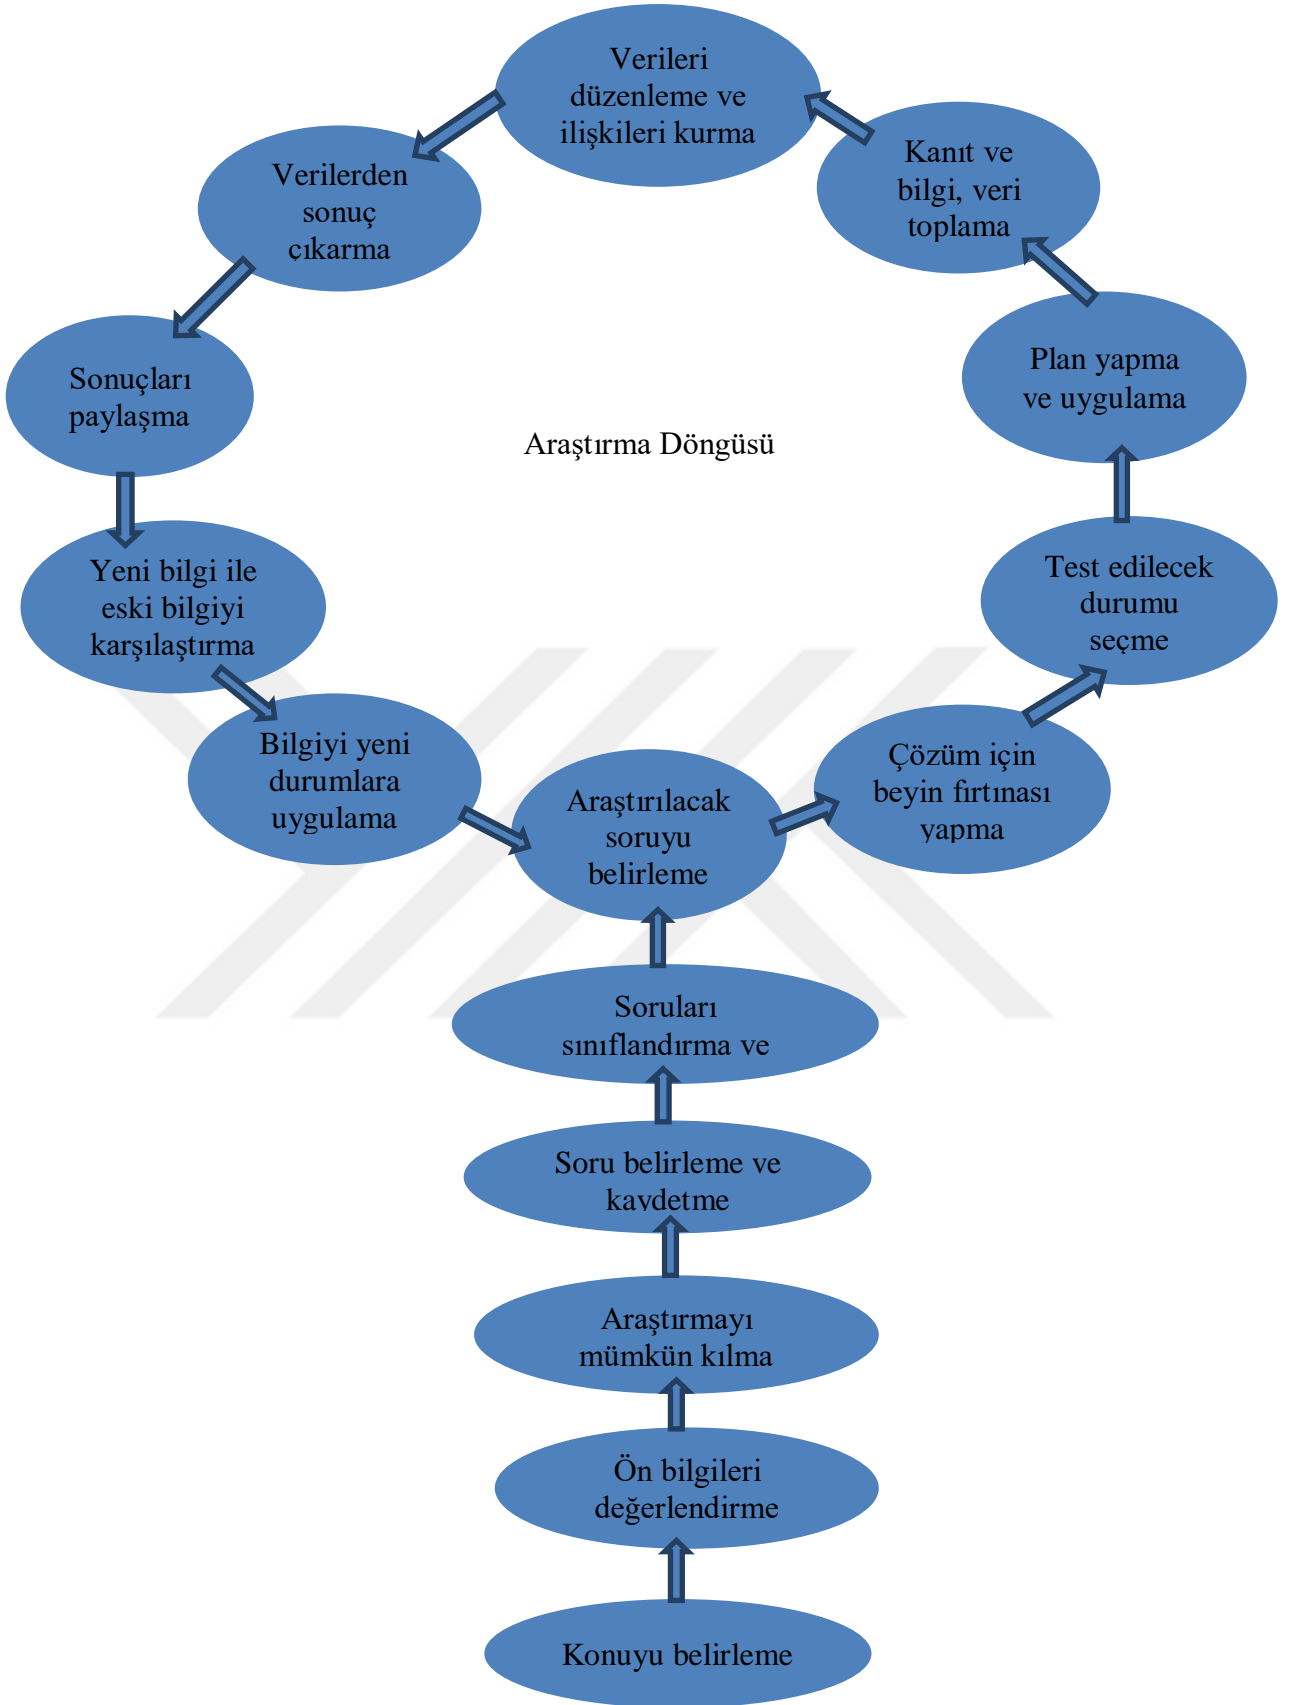 Verileri
düzenleme ve
ilişkileri kurma
Kanıt ve
bilgi, veri
toplama
Verilerden
sonuç
çıkarma
Plan yapma
ve uygulama
Sonuçları
paylaşma
Araştırma Döngüsü
Test edilecek
durumu
seçme
Yeni bilgi ile
eski bilgiyi
karşılaştırma
Bilgiyi yeni
durumlara
uygulama
Çözüm için
beyin fırtınası
yapma
Araştırılacak
soruyu
belirleme
Soruları
sınıflandırma ve
Soru belirleme ve
kaydetme
Araştırmayı
mümkün kılma
Ön bilgileri
değerlendirme
Konuyu belirleme